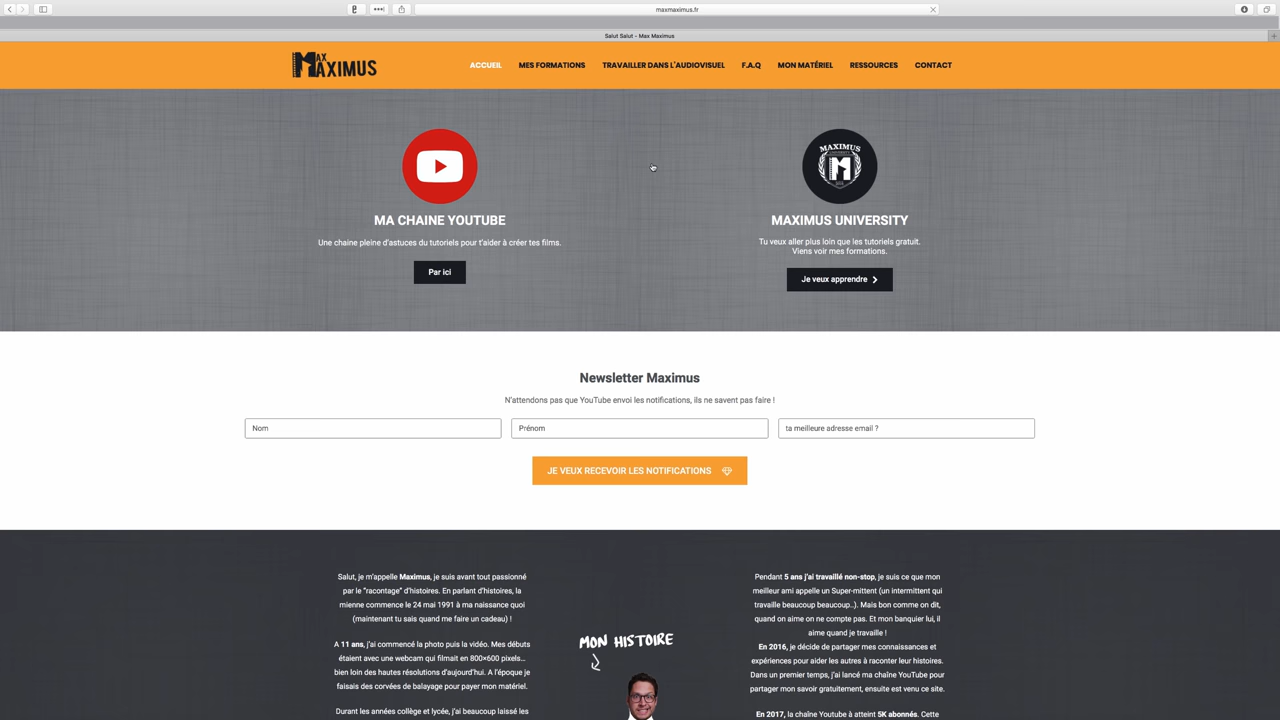 maxmaximus.fr
Salut Salut - Max Maximus
MAX
MAXIMUS
ACCUEIL
MES FORMATIONS
TRAVAILLER DANS L'AUDIOVISUEL
F.A.Q
MON MATÉRIEL
RESSOURCES
CONTACT
MA CHAINE YOUTUBE
Une chaine pleine d'astuces du tutoriels pour t'aider à créer tes films.
Par ici
MAXIMUS
UNIVERSITY
M
MAXIMUS UNIVERSITY
Tu veux aller plus loin que les tutoriels gratuit.
Viens voir mes formations.
Je veux apprendre
Newsletter Maximus
N'attendons pas que YouTube envoi les notifications, ils ne savent pas faire !
Nom
Prénom
ta meilleure adresse email ?
JE VEUX RECEVOIR LES NOTIFICATIONS
Salut, je m'appelle Maximus, je suis avant tout passionné
par le "racontage" d'histoires. En parlant d'histoires, la
mienne commence le 24 mai 1991 à ma naissance quoi
(maintenant tu sais quand me faire un cadeau) !
A 11 ans, j'ai commencé la photo puis la vidéo. Mes débuts
étaient avec une webcam qui filmait en 800×600 pixels…
bien loin des hautes résolutions d'aujourd'hui. A l'époque je
faisais des corvées de balayage pour payer mon matériel.
Durant les années collège et lycée, j'ai beaucoup laissé les
MON HISTOIRE
Pendant 5 ans j'ai travaillé non-stop, je suis ce que mon
meilleur ami appelle un Super-mittent (un intermittent qui
travaille beaucoup beaucoup..). Mais bon comme on dit,
quand on aime on ne compte pas. Et mon banquier lui, il
aime quand je travaille !
En 2016, je décide de partager mes connaissances et
expériences pour aider les autres à raconter leur histoires.
Dans un premier temps, j'ai lancé ma chaîne YouTube pour
partager mon savoir gratuitement, ensuite est venu ce site.
En 2017, la chaîne Youtube à atteint 5K abonnés. Cette